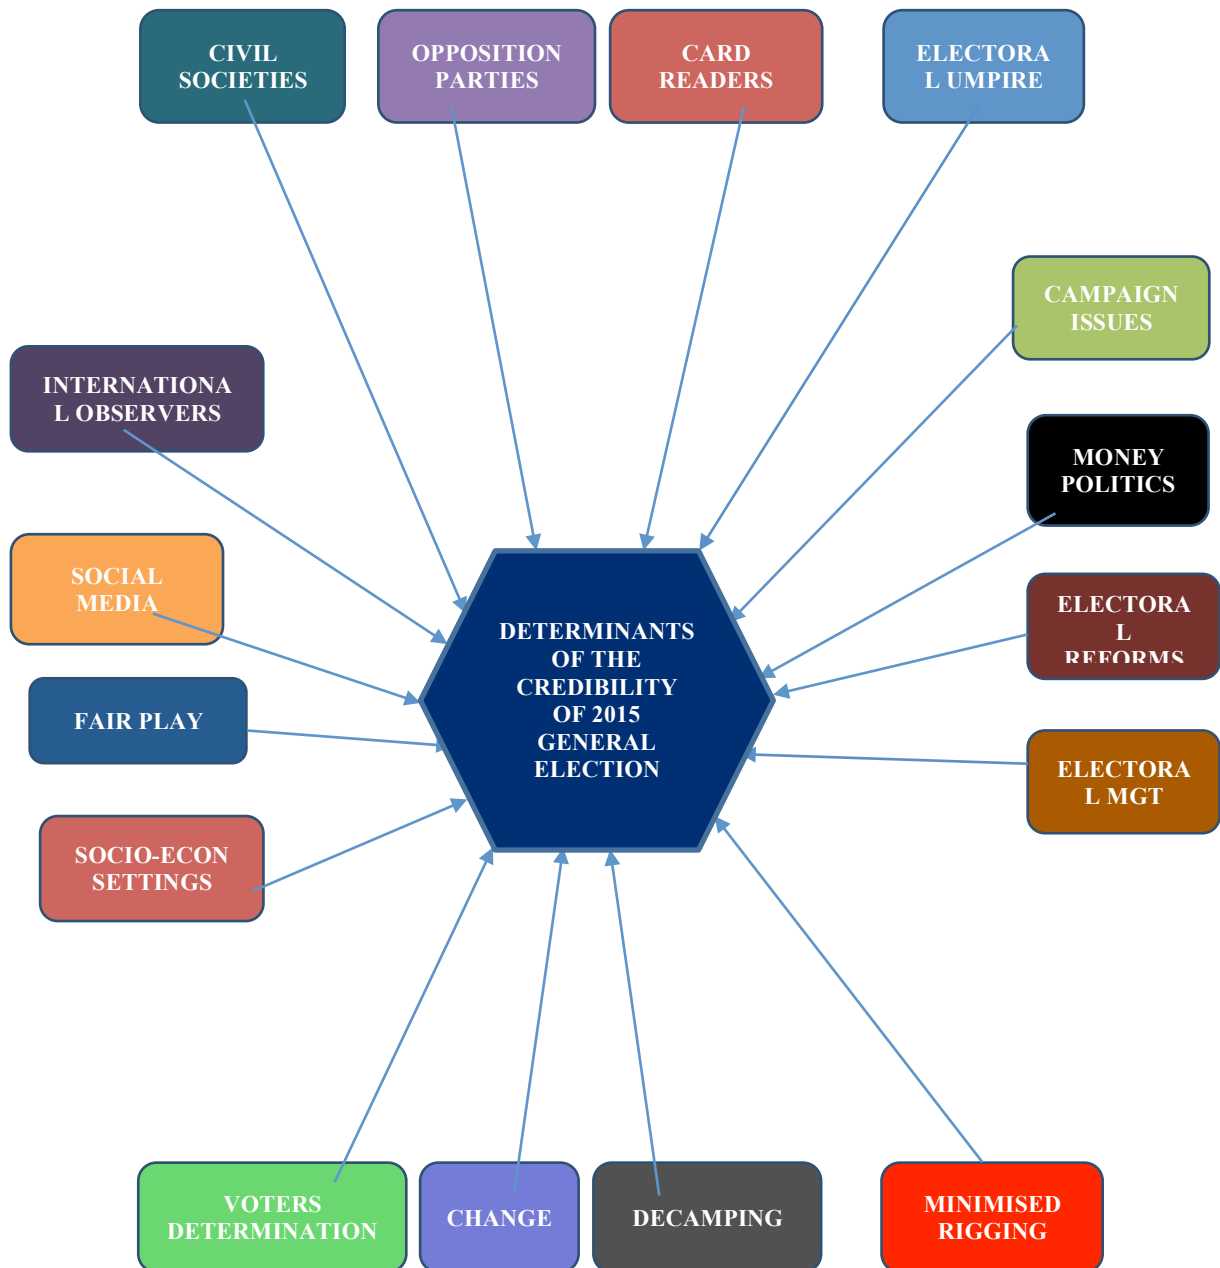 CIVIL
SOCIETIES
OPPOSITION
PARTIES
CARD
READERS
ELECTORA
L UMPIRE
CAMPAIGN
ISSUES
INTERNATIONA
L OBSERVERS
MONEY
POLITICS
SOCIAL
MEDIA
ELECTORA
L
REFORMS
DETERMINANTS
OF THE
CREDIBILITY
OF 2015
GENERAL
ELECTION
FAIR PLAY
ELECTORA
L MGT
SOCIO-ECON
SETTINGS
VOTERS
DETERMINATION
CHANGE
DECAMPING
MINIMISED
RIGGING